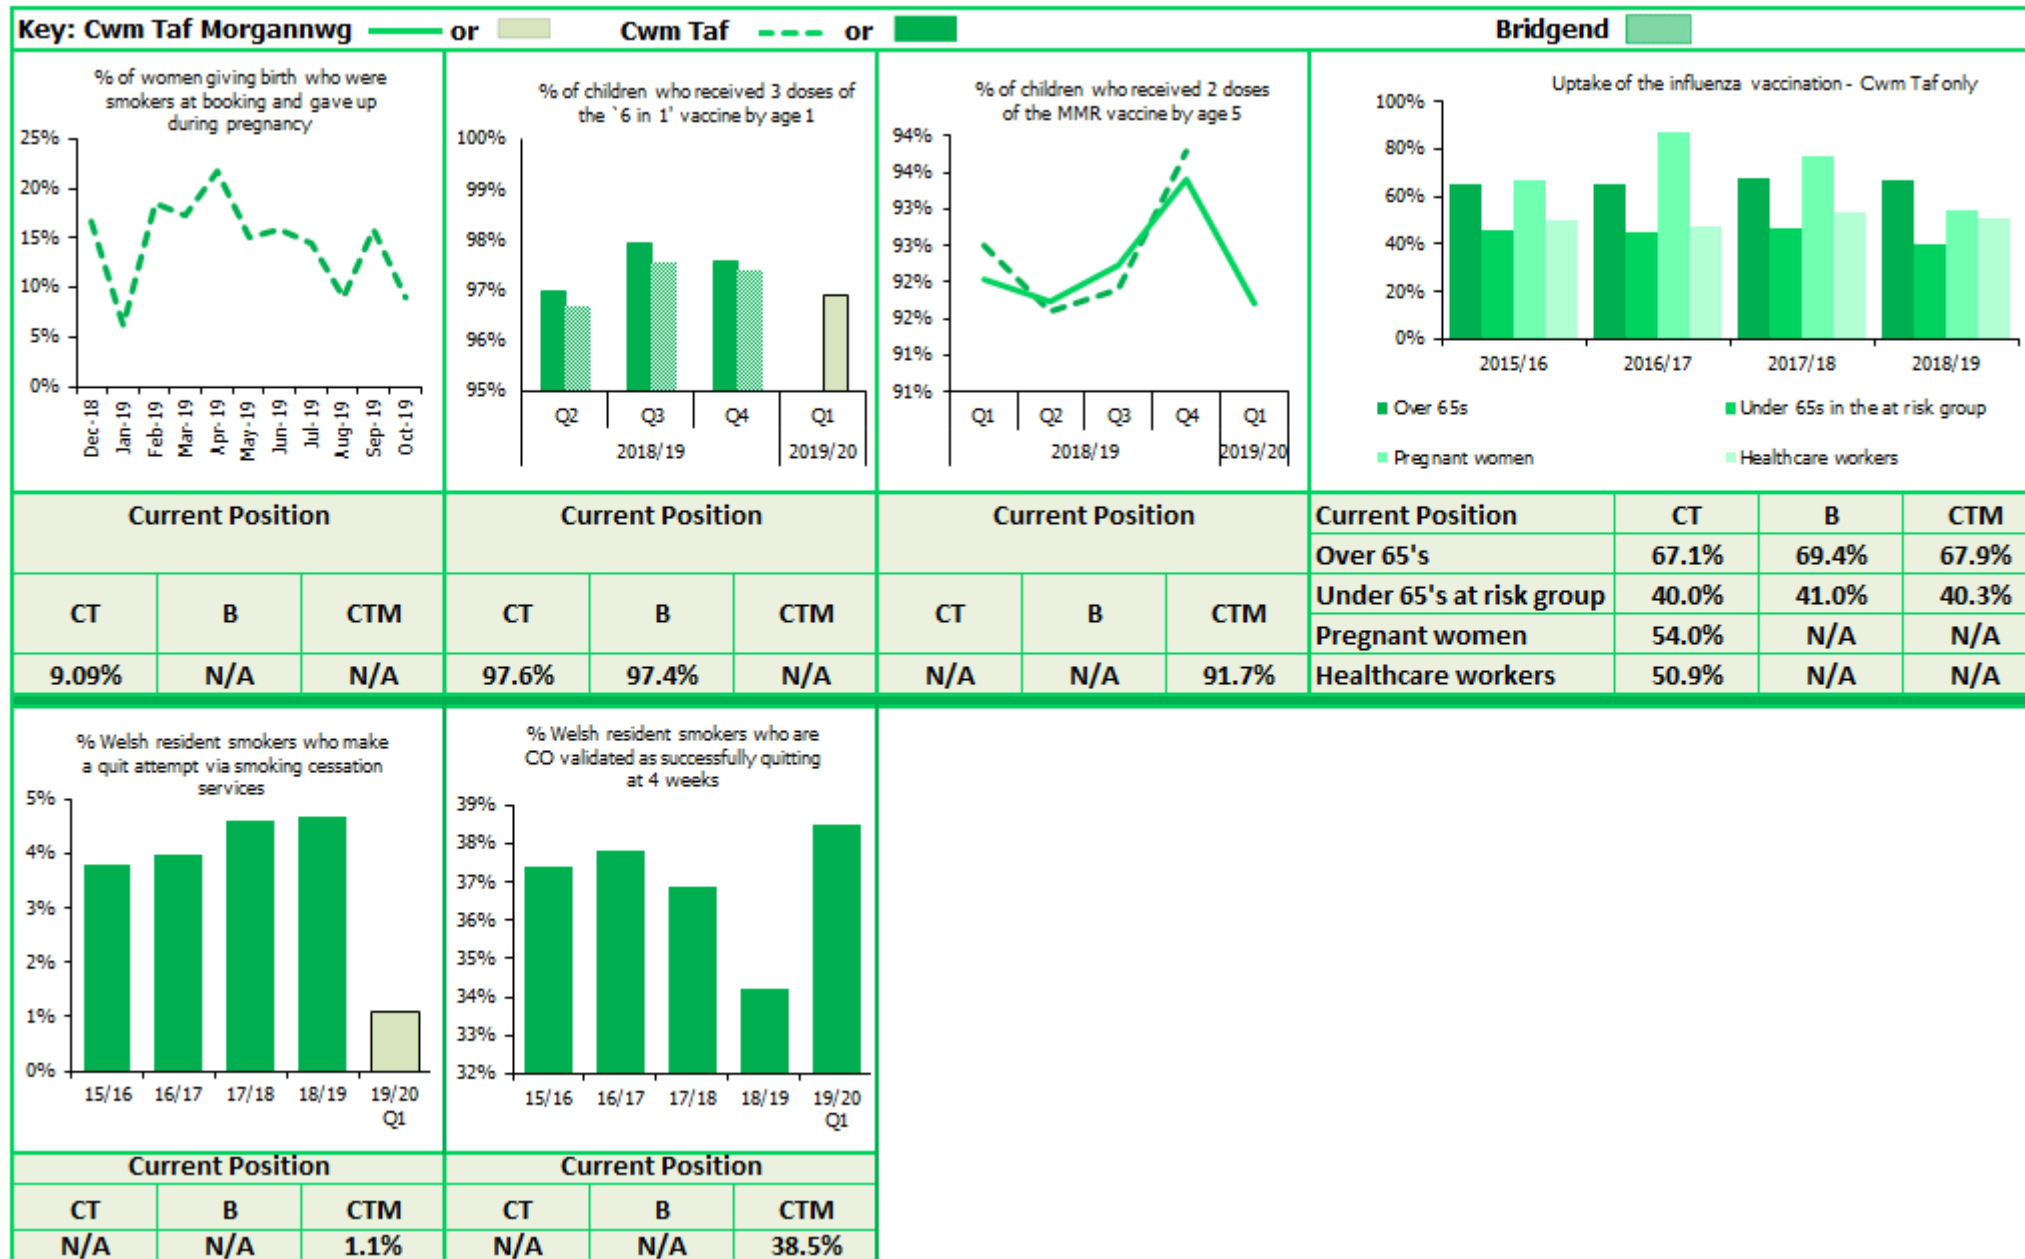 Key: Cwm Taf Morgannwg or Cwm Taf or Bridgend
% of women giving birth who were
smokers at booking and gave up
during pregnancy
25%
20%
15%
10%
5%
0%
Dec-18
Jan-19
Feb-19
Mar-19
Apr-19
May-19
Jun-19
Jul-19
Aug-19
Sep-19
Oct-19
% of children who received 3 doses of
the `6 in 1' vaccine by age 1
100%
99%
98%
97%
96%
95%
Q2 Q3 Q4 Q1
2018/19 2019/20
% of children who received 2 doses
of the MMR vaccine by age 5
94%
94%
93%
93%
92%
92%
91%
91%
Q1 Q2 Q3 Q4 Q1
2018/19 2019/20
Uptake of the influenza vaccination - Cwm Taf only
100%
80%
60%
40%
20%
0%
2015/16 2016/17 2017/18 2018/19
Over 65s Under 65s in the at risk group
Pregnant women Healthcare workers
Current Position
CT B CTM
9.09% N/A N/A
Current Position
CT B CTM
97.6% 97.4% N/A
Current Position
CT B CTM
N/A N/A 91.7%
Current Position CT B CTM
Over 65's 67.1% 69.4% 67.9%
Under 65's at risk group 40.0% 41.0% 40.3%
Pregnant women 54.0% N/A N/A
Healthcare workers 50.9% N/A N/A
% Welsh resident smokers who make
a quit attempt via smoking cessation
services
5%
4%
3%
2%
1%
0%
15/16 16/17 17/18 18/19 19/20
Q1
% Welsh resident smokers who are
CO validated as successfully quitting
at 4 weeks
39%
38%
37%
36%
35%
34%
33%
32%
15/16 16/17 17/18 18/19 19/20
Q1
Current Position
CT B CTM
N/A N/A 1.1%
Current Position
CT B CTM
N/A N/A 38.5%